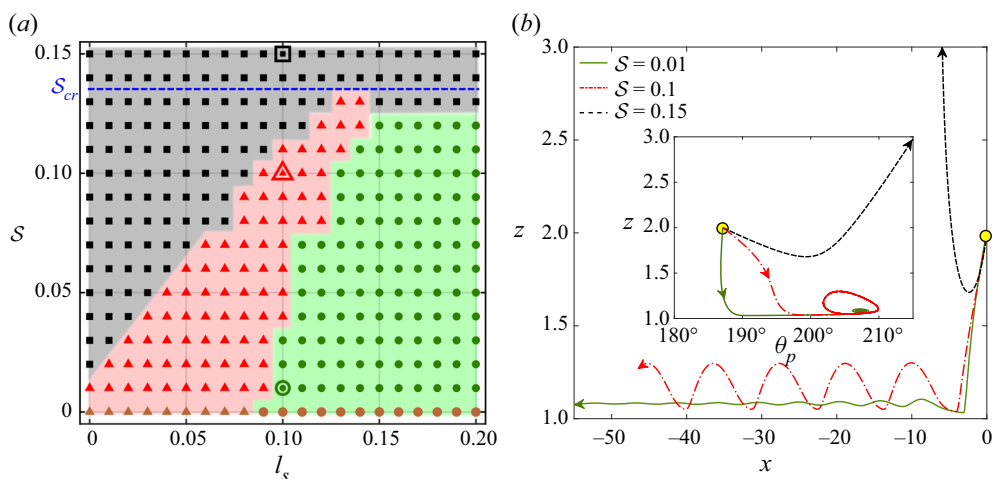 (a)
0.15
S_cr
0.10
S
0.05
0
0 0.05 0.10 0.15 0.20
l_s
(b)
3.0
S = 0.01
S = 0.1
S = 0.15
2.5
z 2.0
1.5
1.0
–50 –40 –30 –20 –10 0
x
3.0
2.5
z 2.0
1.5
1.0
180° 190° 200° 210°
θ_p